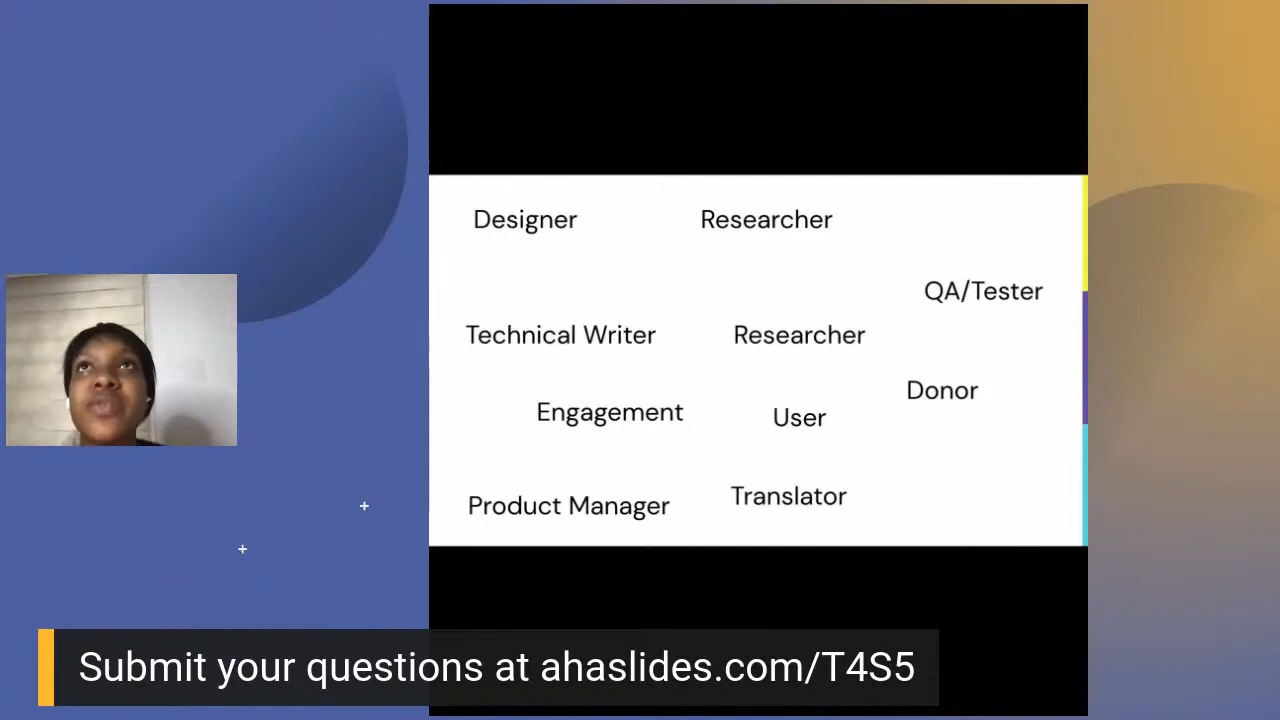 Designer
Researcher
QA/Tester
Technical Writer
Researcher
Donor
Engagement
User
Product Manager
Translator
Submit your questions at ahaslides.com/T4S5